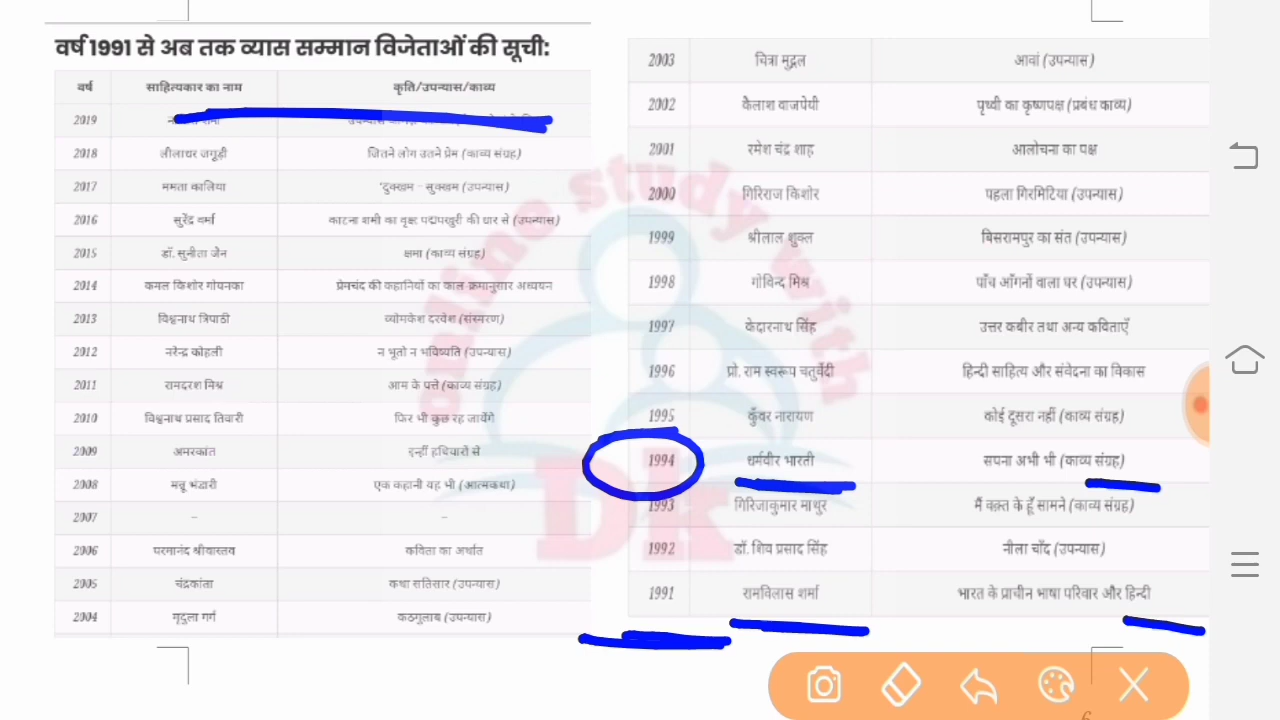 वर्ष 1991 से अब तक व्यास सम्मान विजेताओं की सूची:
वर्ष साहित्यकार का नाम कृति/उपन्यास/काव्य
2019
2018 लीलाधर जगूड़ी जितने लोग उतने प्रेम (काव्य संग्रह)
2017 ममता कालिया 'दुक्खम - सुक्खम (उपन्यास)
2016 सुरेंद्र वर्मा काटना शमी का वृक्षः पद्मपखुरी की धार से (उपन्यास)
2015 डॉ. सुनीता जैन क्षमा (काव्य संग्रह)
2014 कमल किशोर गोयनका प्रेमचंद की कहानियों का काल क्रमानुसार अध्ययन
2013 विश्वनाथ त्रिपाठी व्योमकेश दरवेश (संस्मरण)
2012 नरेन्द्र कोहली न भूतो न भविष्यति (उपन्यास)
2011 रामदरश मिश्र आम के पत्ते (काव्य संग्रह)
2010 विश्वनाथ प्रसाद तिवारी फिर भी कुछ रह जायेंगे
2009 अमरकांत इन्हीं हथियारों से
2008 मन्नू भंडारी एक कहानी यह भी (आत्मकथा)
2007 - -
2006 परमानंद श्रीवास्तव कविता का अर्थात
2005 चंद्रकांता कथा सतिसार (उपन्यास)
2004 मृदुला गर्ग कठगुलाब (उपन्यास)
2003 चित्रा मुद्गल आवां (उपन्यास)
2002 कैलाश वाजपेयी पृथ्वी का कृष्णपक्ष (प्रबंध काव्य)
2001 रमेश चंद्र शाह आलोचना का पक्ष
2000 गिरिराज किशोर पहला गिरमिटिया (उपन्यास)
1999 श्रीलाल शुक्ल बिसरामपुर का संत (उपन्यास)
1998 गोविन्द मिश्र पाँच आँगनों वाला घर (उपन्यास)
1997 केदारनाथ सिंह उत्तर कबीर तथा अन्य कविताएँ
1996 प्रो. राम स्वरूप चतुर्वेदी हिन्दी साहित्य और संवेदना का विकास
1995 कुँवर नारायण कोई दूसरा नहीं (काव्य संग्रह)
1994 धर्मवीर भारती सपना अभी भी (काव्य संग्रह)
1993 गिरिजाकुमार माथुर मैं वक़्त के हूँ सामने (काव्य संग्रह)
1992 डॉ. शिव प्रसाद सिंह नीला चाँद (उपन्यास)
1991 रामविलास शर्मा भारत के प्राचीन भाषा परिवार और हिन्दी
online study with
Dk
6